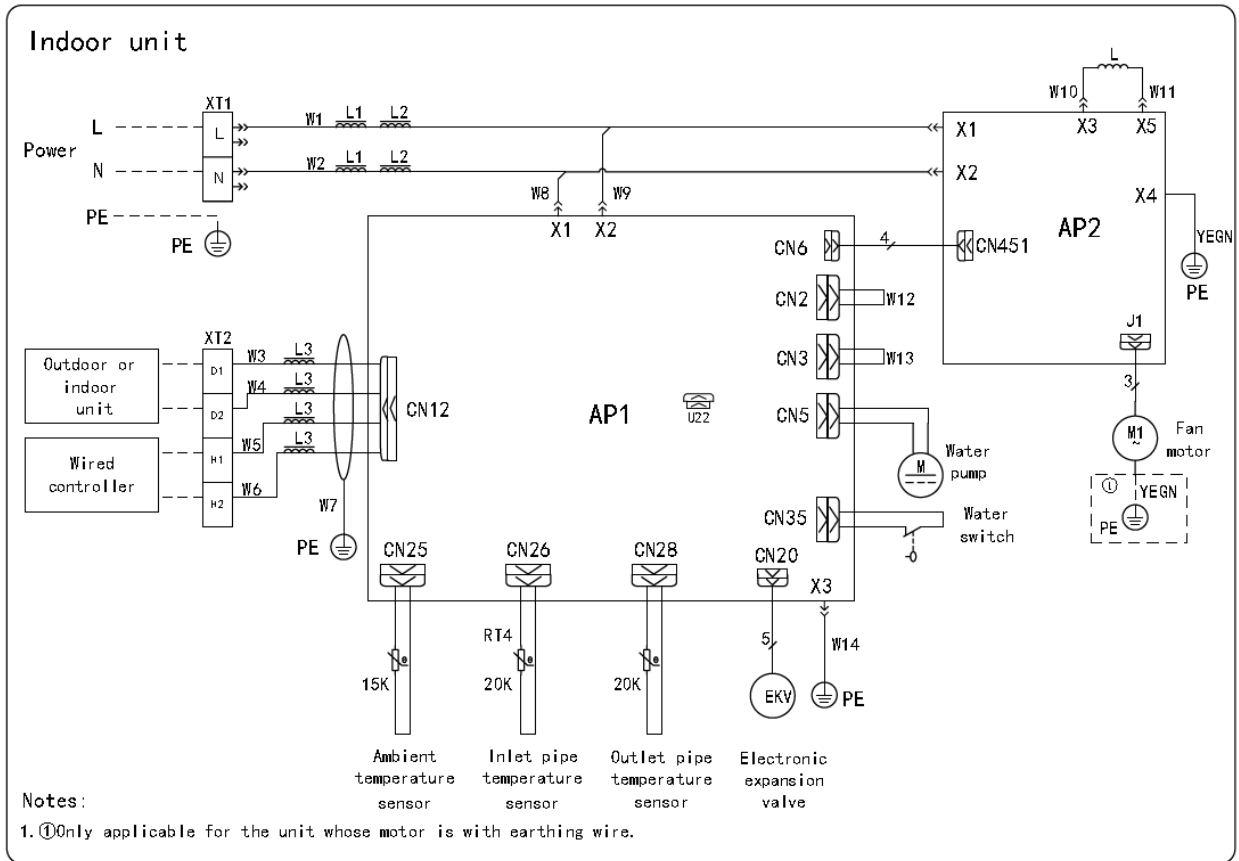 Indoor unit
L
W10
W11
XT1
L1
L2
W1
L
L
X1
X3
X5
Power
L1
L2
W2
N
N
X2
W8
W9
X4
PE
X1
X2
AP2
PE
CN6
4
CN451
YEGN
CN2
W12
PE
XT2
J1
Outdoor or
indoor
unit
W3
L3
D1
CN3
W13
W4
L3
3
D2
CN12
AP1
U22
CN5
L3
M1
~
Fan
motor
W5
H1
L3
Wired
controller
Water
pump
M
W6
H2
①
YEGN
W7
CN35
Water
switch
PE
PE
CN25
CN26
CN28
CN20
X3
RT4
5
W14
15K
20K
20K
EKV
PE
Ambient
temperature
sensor
Inlet pipe
temperature
sensor
Outlet pipe
temperature
sensor
Electronic
expansion
valve
Notes:
1. ①Only applicable for the unit whose motor is with earthing wire.